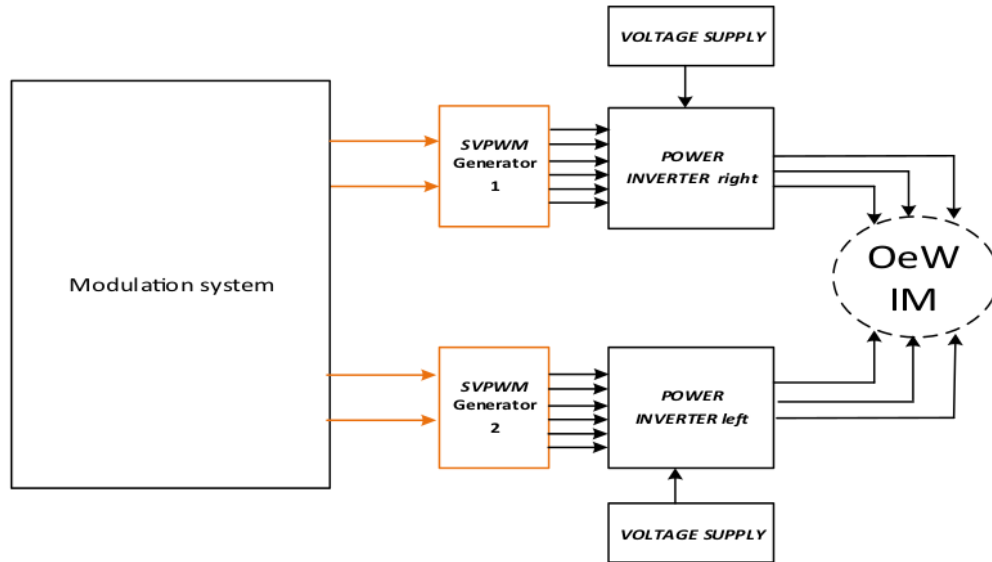 VOLTAGE SUPPLY
SVPWM
Generator
1
POWER
INVERTER right
OeW
IM
Modulation system
SVPWM
Generator
2
POWER
INVERTER left
VOLTAGE SUPPLY